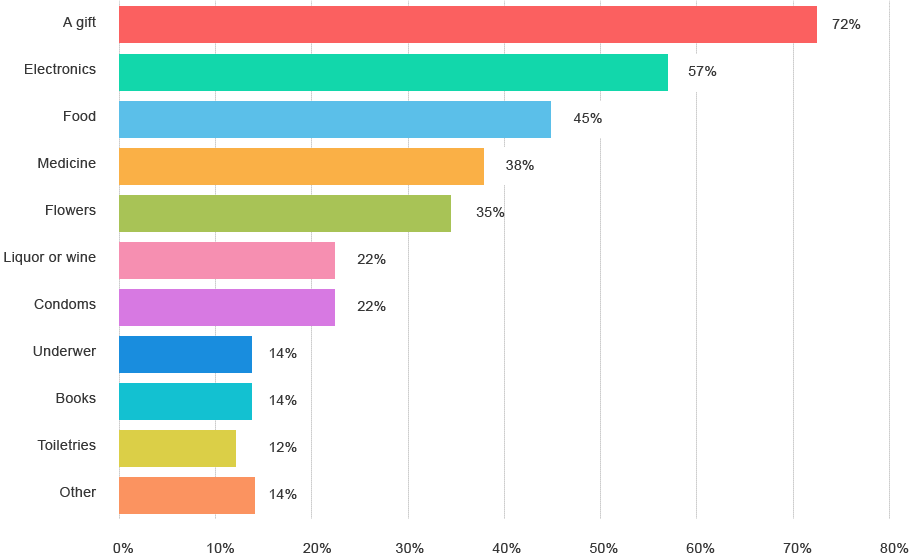 A gift 72%
Electronics 57%
Food 45%
Medicine 38%
Flowers 35%
Liquor or wine 22%
Condoms 22%
Underwer 14%
Books 14%
Toiletries 12%
Other 14%
0% 10% 20% 30% 40% 50% 60% 70% 80%